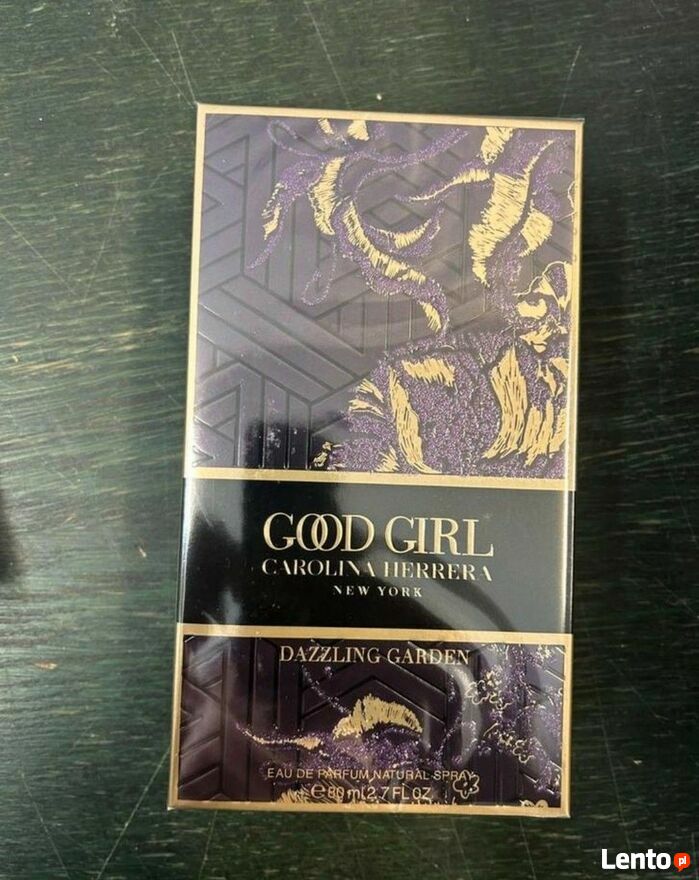 GOOD GIRL
CAROLINA HERRERA
NEW YORK
DAZZLING GARDEN
EAU DE PARFUM NATURAL SPRAY
℮ 80 ml 2.7 FL OZ
Lento pl